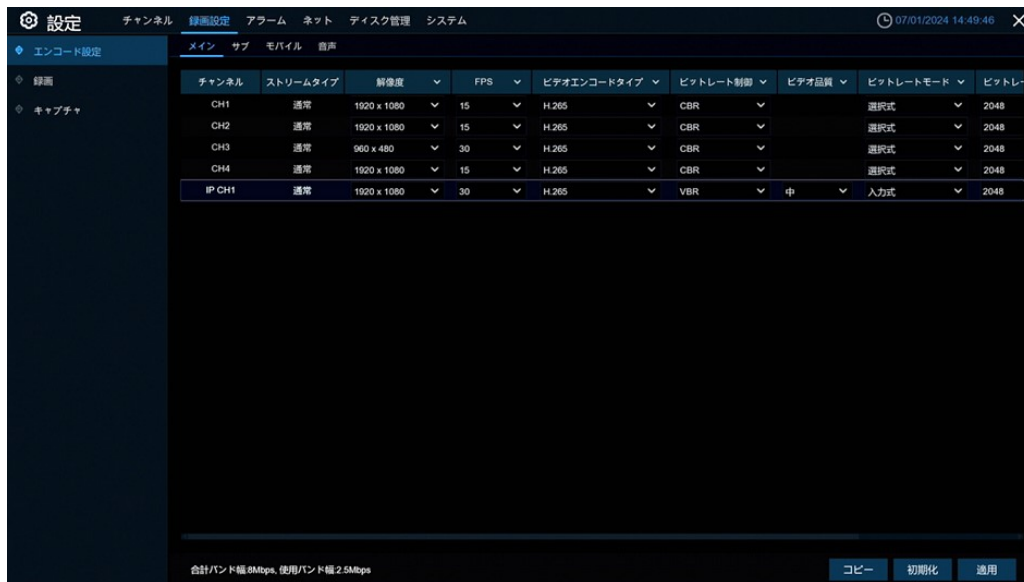 設定 チャンネル 録画設定 アラーム ネット ディスク管理 システム 07/01/2024 14:49:46
エンコード設定 メイン サブ モバイル 音声
録画
キャプチャ
チャンネル ストリームタイプ 解像度 FPS ビデオエンコードタイプ ビットレート制御 ビデオ品質 ビットレートモード ビットレー
CH1 通常 1920 x 1080 15 H.265 CBR 選択式 2048
CH2 通常 1920 x 1080 15 H.265 CBR 選択式 2048
CH3 通常 960 x 480 30 H.265 CBR 選択式 2048
CH4 通常 1920 x 1080 15 H.265 CBR 選択式 2048
IP CH1 通常 1920 x 1080 30 H.265 VBR 中 入力式 2048
合計バンド幅:8Mbps, 使用バンド幅:2.5Mbps コピー 初期化 適用